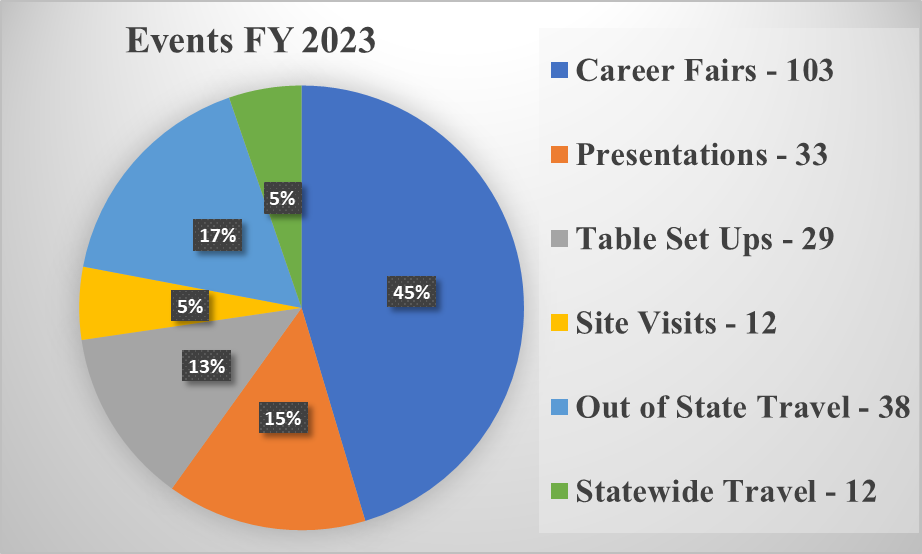 Events FY 2023
Career Fairs - 103
Presentations - 33
Table Set Ups - 29
Site Visits - 12
Out of State Travel - 38
Statewide Travel - 12
5%
17%
45%
5%
13%
15%